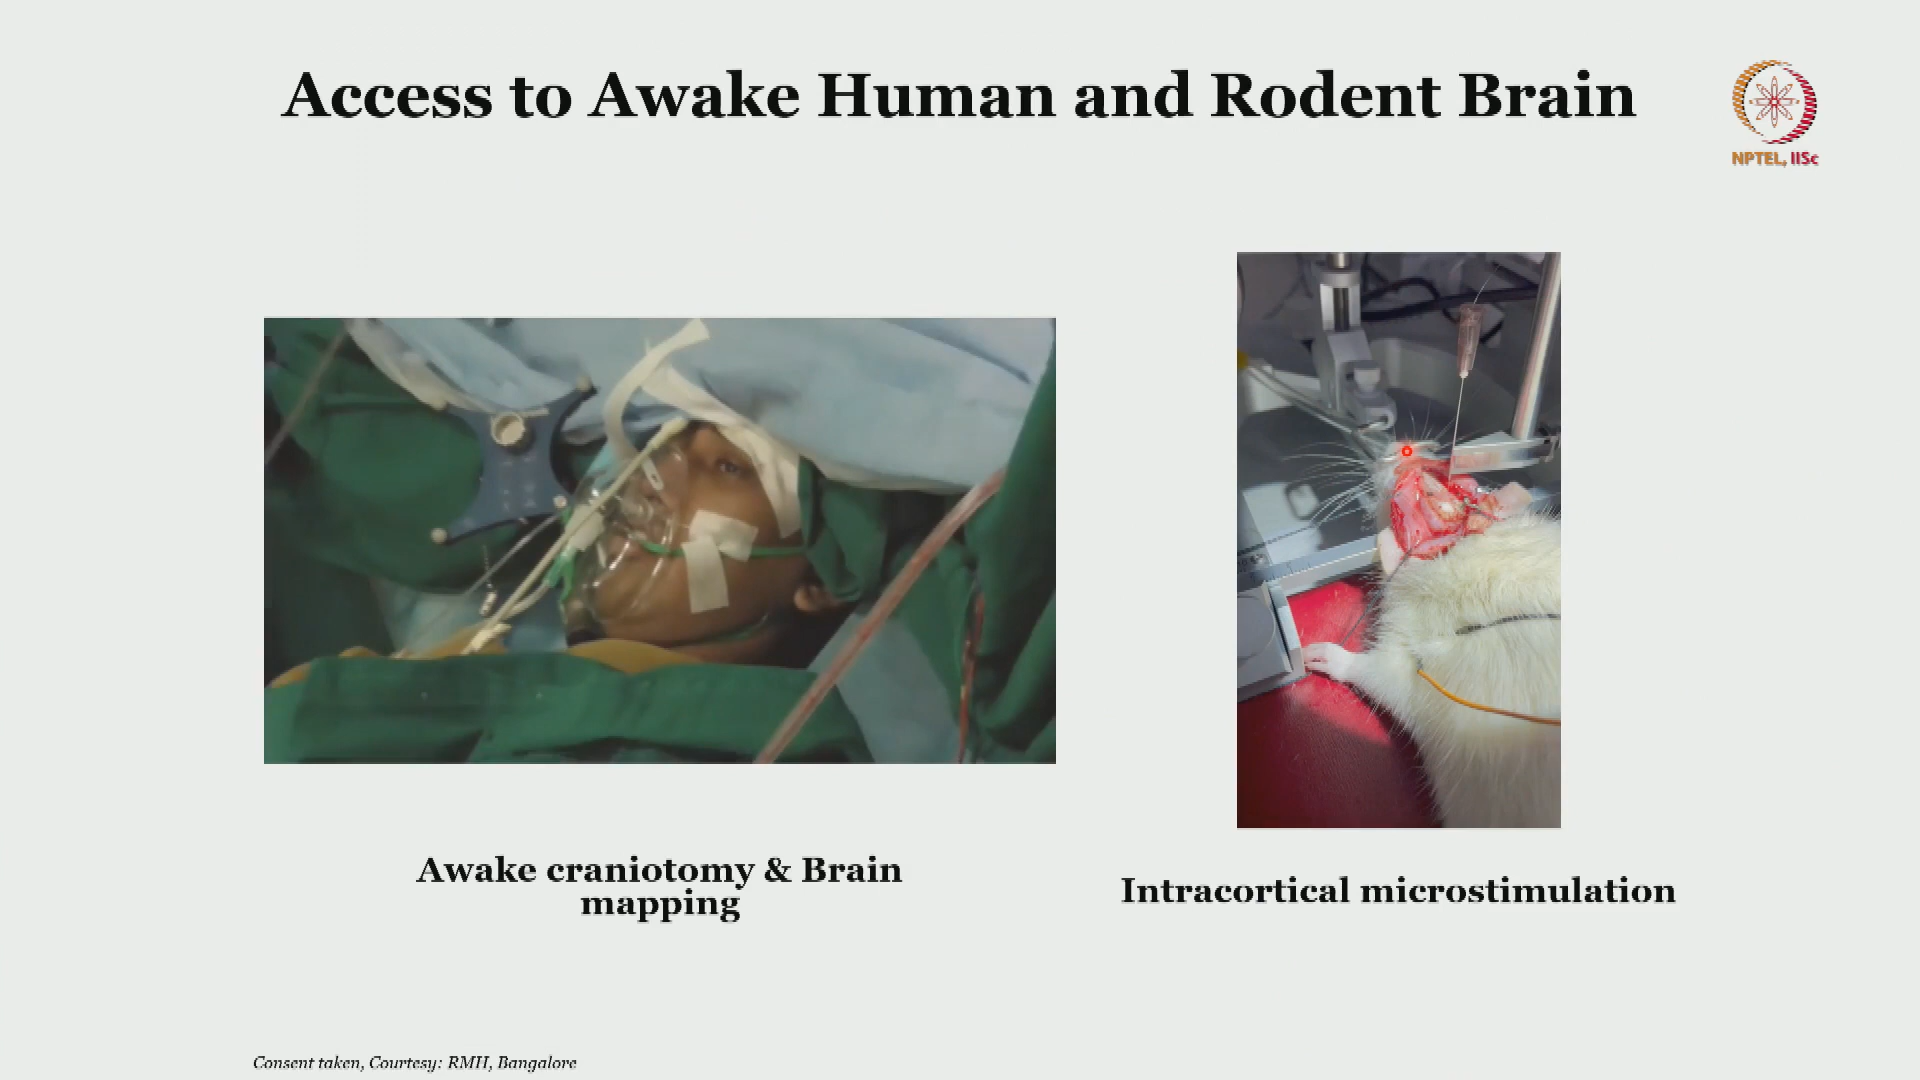 Access to Awake Human and Rodent Brain
NPTEL, IISc
Awake craniotomy & Brain
mapping
Intracortical microstimulation
Consent taken, Courtesy: RMH, Bangalore